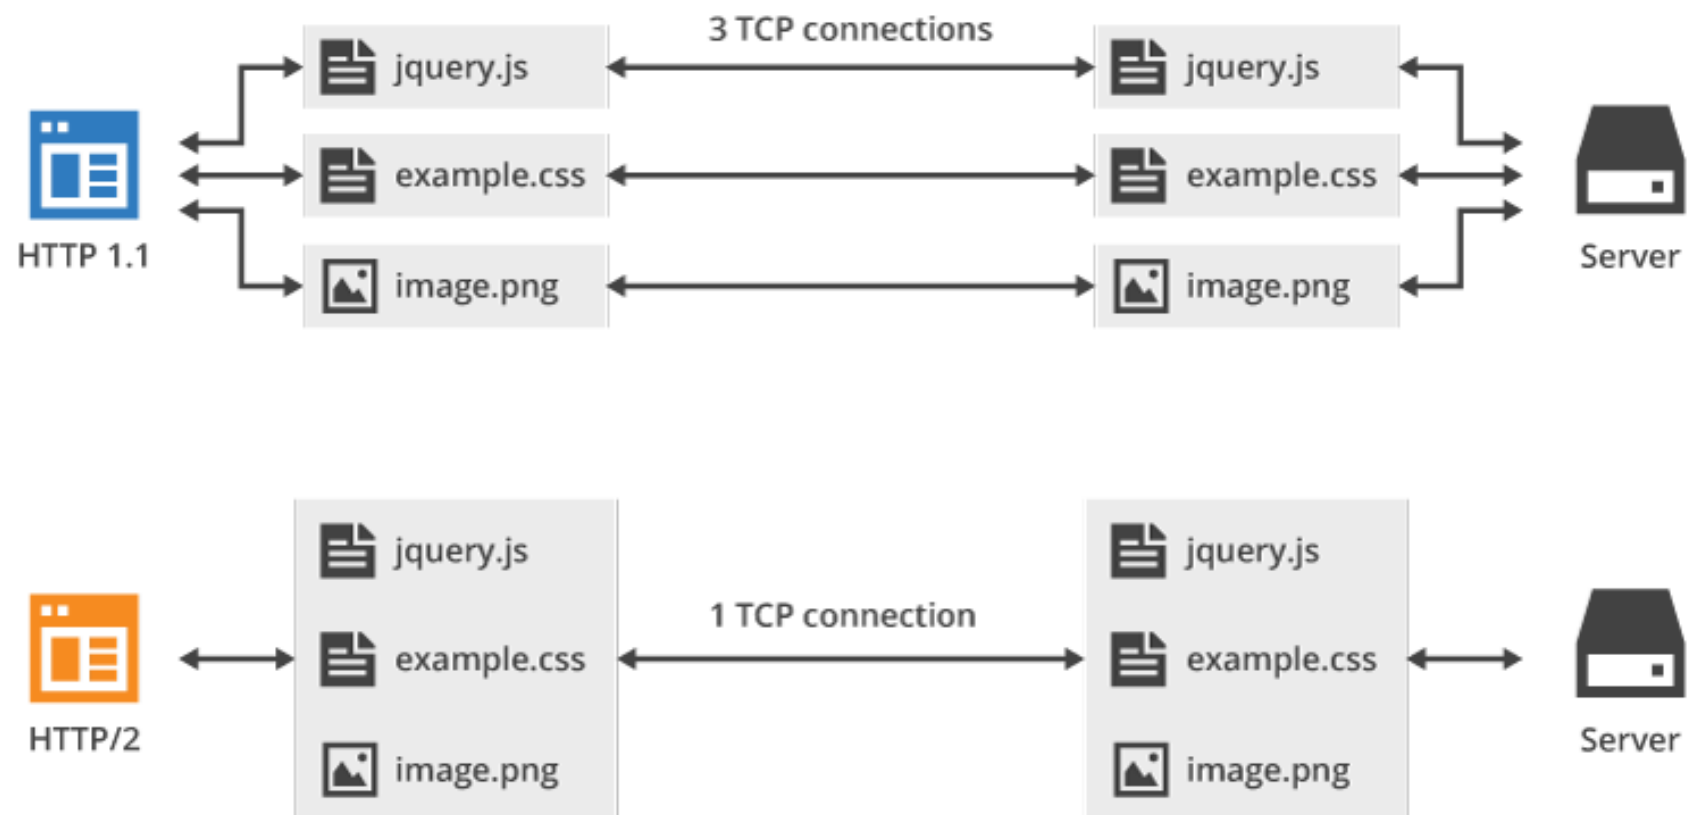 3 TCP connections
jquery.js
jquery.js
example.css
example.css
HTTP 1.1
Server
image.png
image.png
jquery.js
jquery.js
1 TCP connection
example.css
example.css
HTTP/2
Server
image.png
image.png